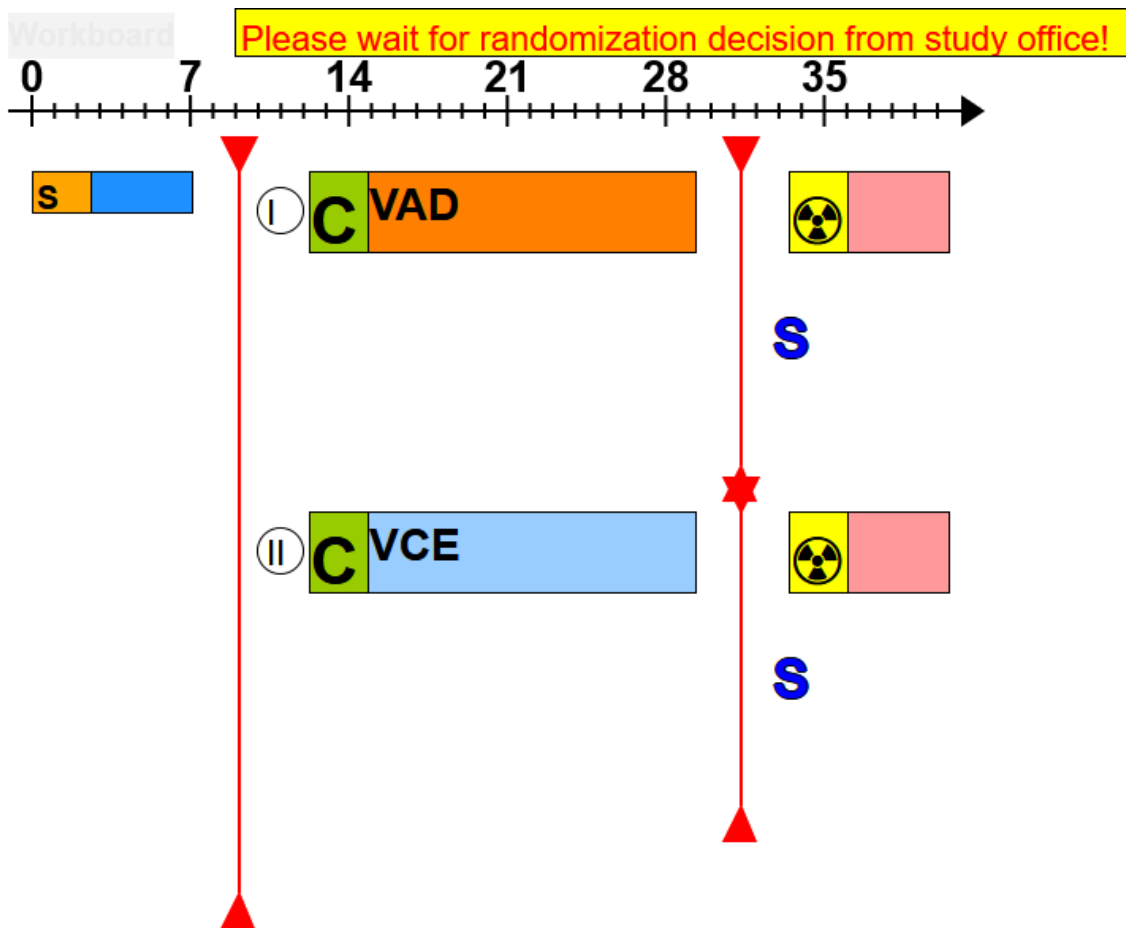 Workboard
Please wait for randomization decision from study office!
0 7 14 21 28 35
s
I C VAD
S
II C VCE
S